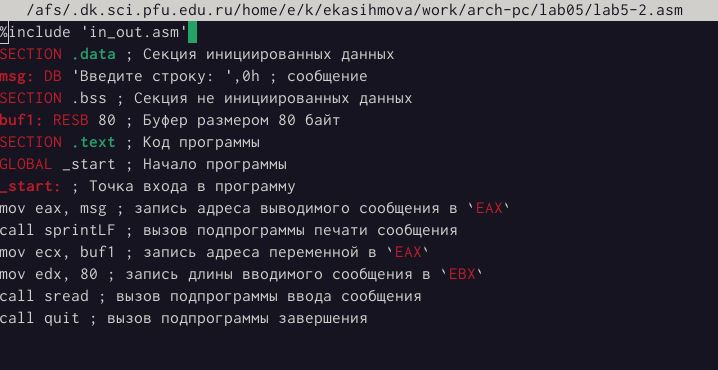 /afs/.dk.sci.pfu.edu.ru/home/e/k/ekasihmova/work/arch-pc/lab05/lab5-2.asm
%include 'in_out.asm'
SECTION .data ; Секция инициированных данных
msg: DB 'Введите строку: ',0h ; сообщение
SECTION .bss ; Секция не инициированных данных
buf1: RESB 80 ; Буфер размером 80 байт
SECTION .text ; Код программы
GLOBAL _start ; Начало программы
_start: ; Точка входа в программу
mov eax, msg ; запись адреса выводимого сообщения в `EAX`
call sprintLF ; вызов подпрограммы печати сообщения
mov ecx, buf1 ; запись адреса переменной в `EAX`
mov edx, 80 ; запись длины вводимого сообщения в `EBX`
call sread ; вызов подпрограммы ввода сообщения
call quit ; вызов подпрограммы завершения